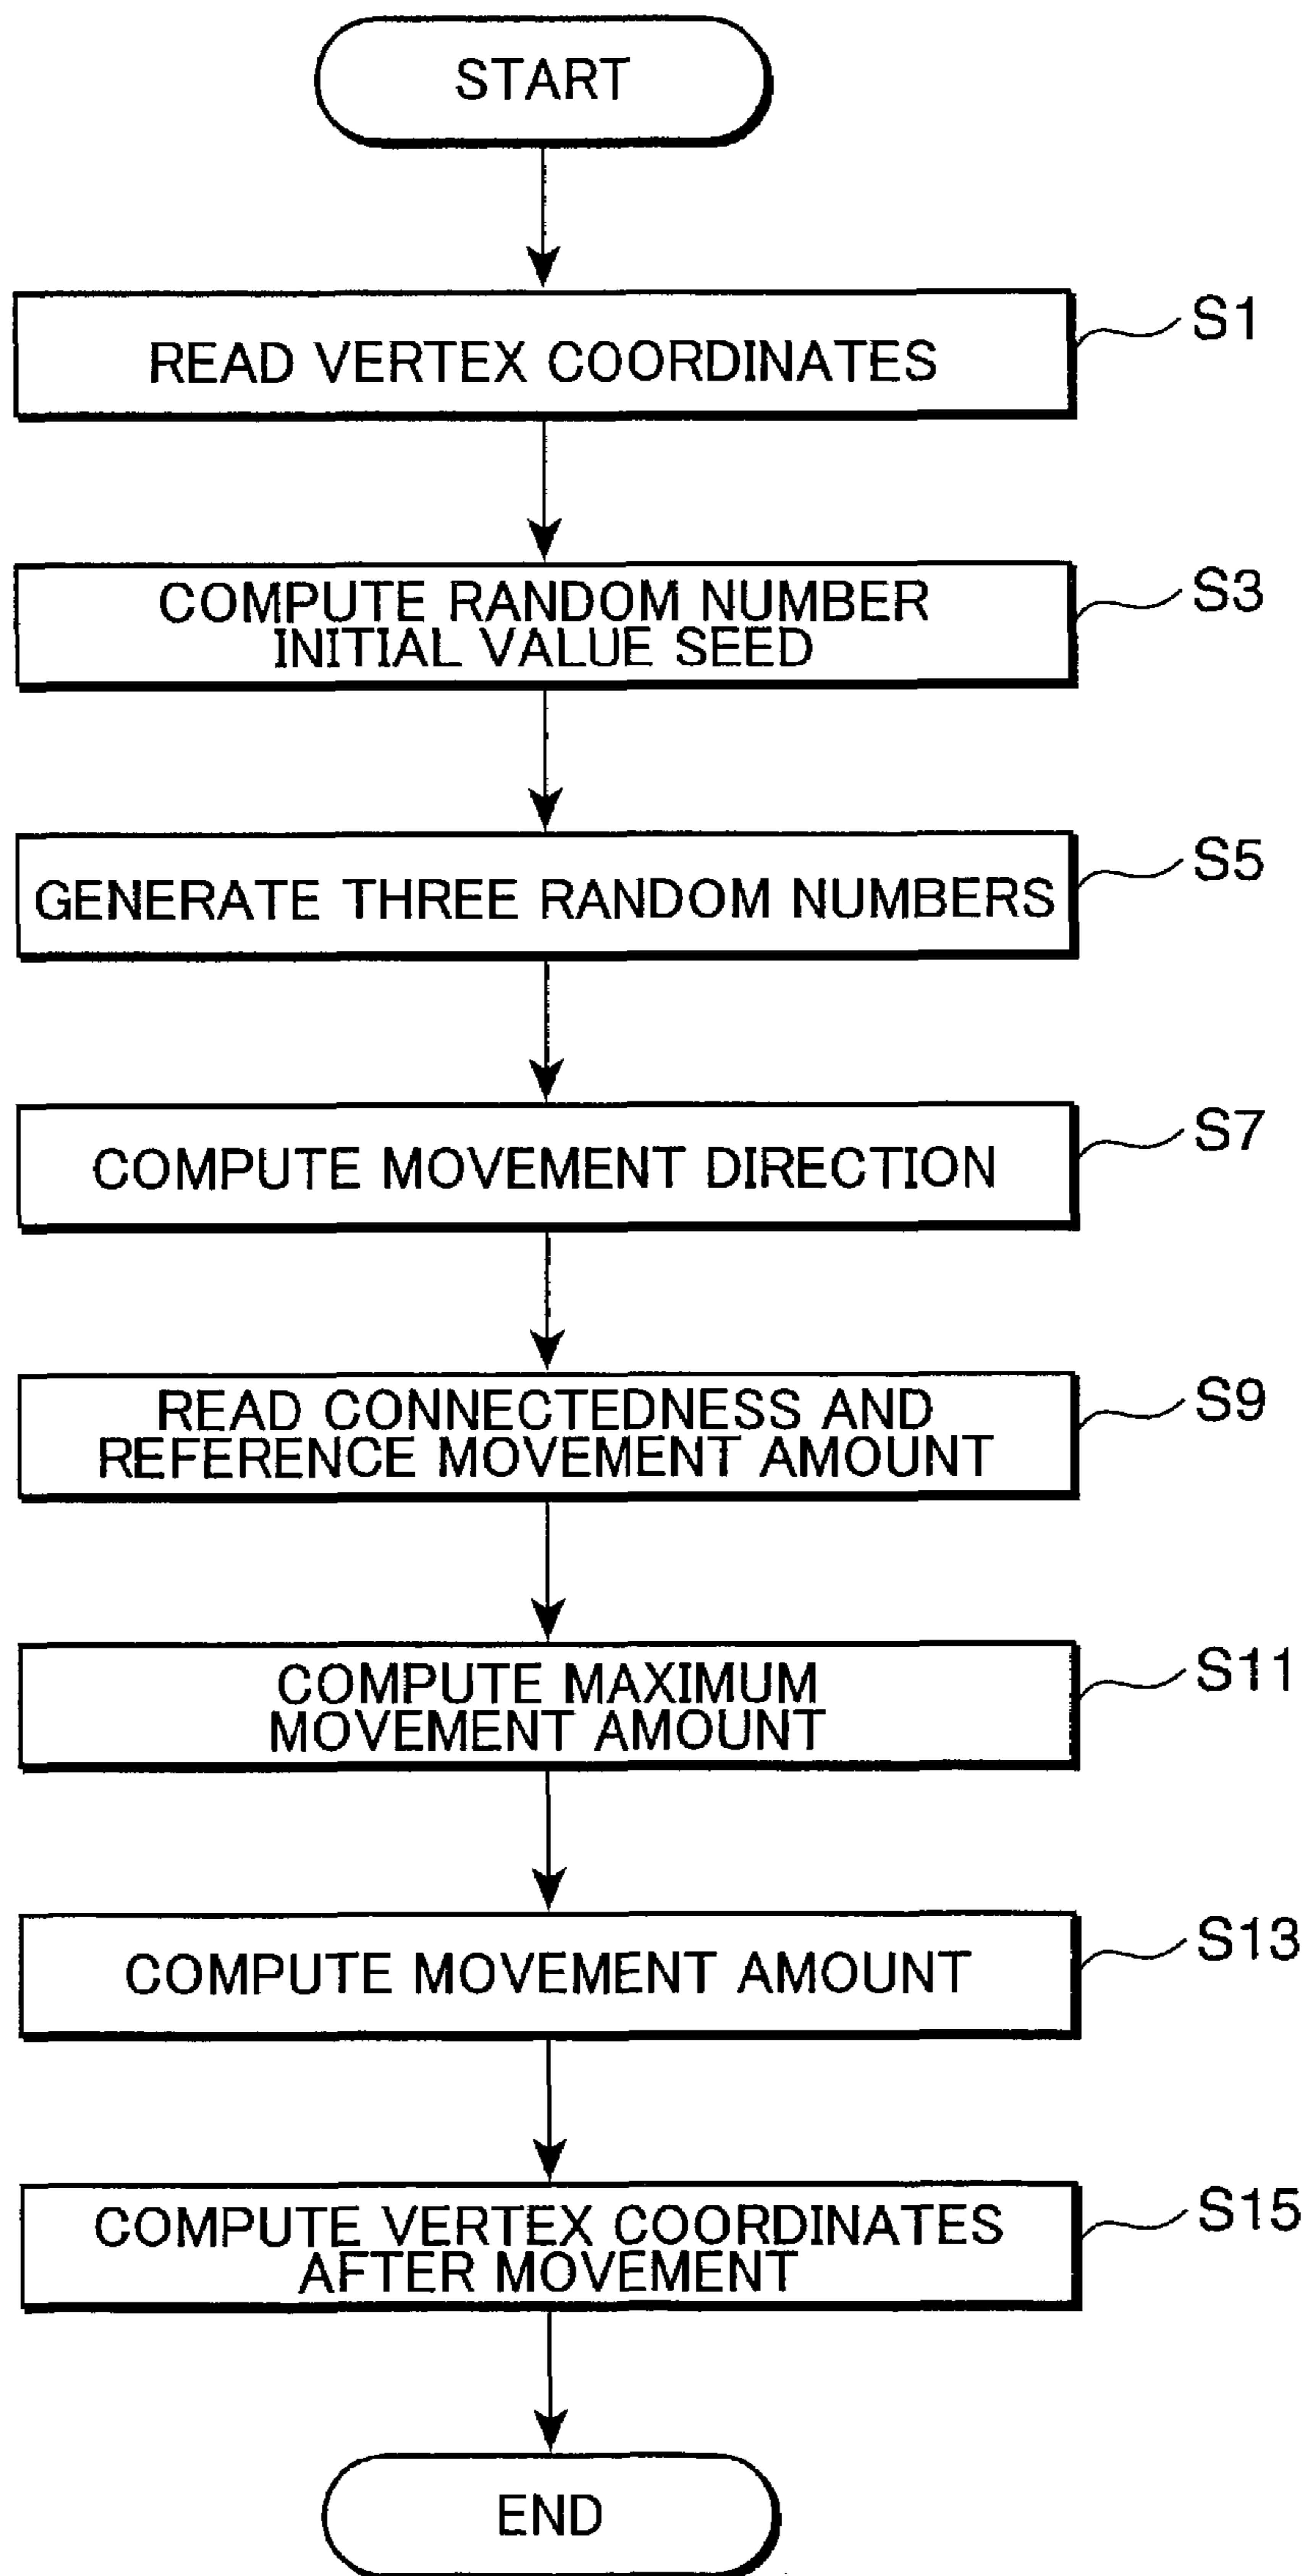 START
READ VERTEX COORDINATES
S1
COMPUTE RANDOM NUMBER
INITIAL VALUE SEED
S3
GENERATE THREE RANDOM NUMBERS
S5
COMPUTE MOVEMENT DIRECTION
S7
READ CONNECTEDNESS AND
REFERENCE MOVEMENT AMOUNT
S9
COMPUTE MAXIMUM
MOVEMENT AMOUNT
S11
COMPUTE MOVEMENT AMOUNT
S13
COMPUTE VERTEX COORDINATES
AFTER MOVEMENT
S15
END